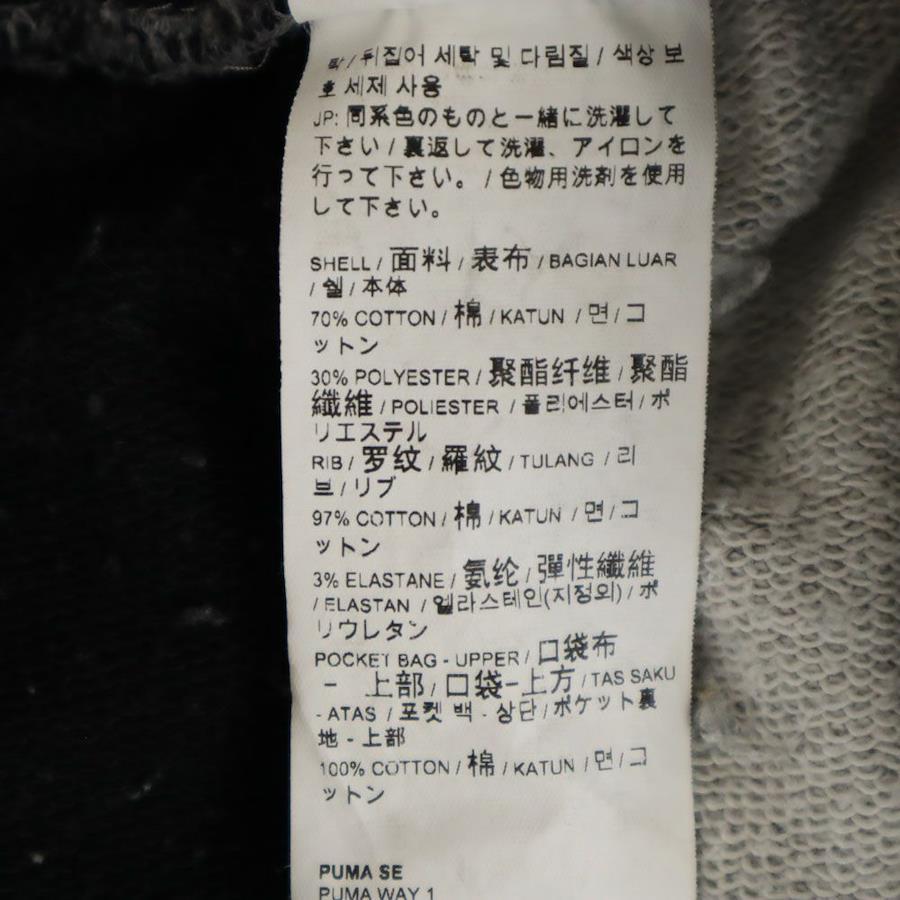 탁 / 뒤집어 세탁 및 다림질 / 색상 보
호 세제 사용
JP: 同系色のものと一緒に洗濯して
下さい / 裏返して洗濯、アイロンを
行って下さい。 / 色物用洗剤を使用
して下さい。
SHELL / 面料 / 表布 / BAGIAN LUAR
/ 쉘 / 本体
70% COTTON / 棉 / KATUN / 면 / コ
ットン
30% POLYESTER / 聚酯纤维 / 聚酯
纖維 / POLIESTER / 폴리에스터 / ポ
リエステル
RIB / 罗纹 / 羅紋 / TULANG / 리
브 / リブ
97% COTTON / 棉 / KATUN / 면 / コ
ットン
3% ELASTANE / 氨纶 / 彈性纖維
/ ELASTAN / 엘라스테인(지정외) / ポ
リウレタン
POCKET BAG - UPPER / 口袋布
- 上部 / 口袋-上方 / TAS SAKU
- ATAS / 포켓 백 - 상단 / ポケット裏
地 - 上部
100% COTTON / 棉 / KATUN / 면 / コ
ットン
PUMA SE
PUMA WAY 1